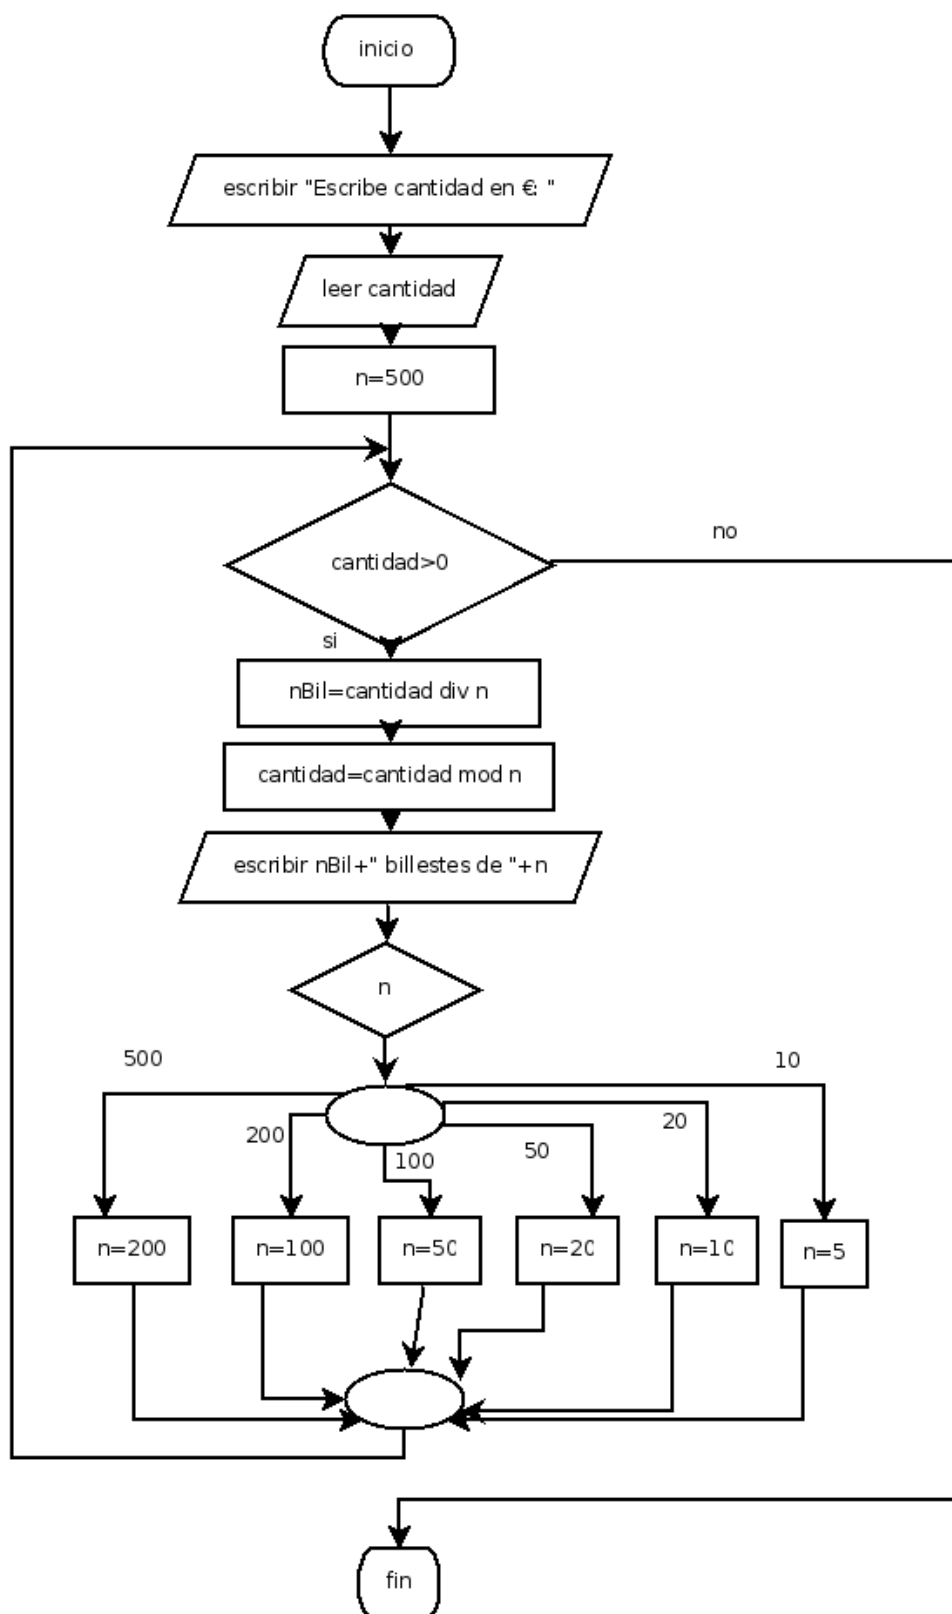 inicio
escribir "Escribe cantidad en €: "
leer cantidad
n=500
cantidad>0
no
si
nBil=cantidad div n
cantidad=cantidad mod n
escribir nBil+" billestes de "+n
n
500
10
200
100
50
20
n=200
n=100
n=50
n=20
n=10
n=5
fin